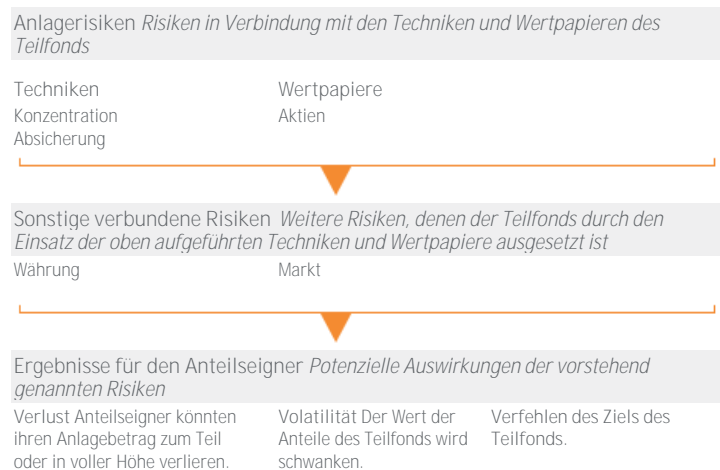 Anlagerisiken Risiken in Verbindung mit den Techniken und Wertpapieren des
Teilfonds
Techniken Wertpapiere
Konzentration Aktien
Absicherung
Sonstige verbundene Risiken Weitere Risiken, denen der Teilfonds durch den
Einsatz der oben aufgeführten Techniken und Wertpapiere ausgesetzt ist
Währung Markt
Ergebnisse für den Anteilseigner Potenzielle Auswirkungen der vorstehend
genannten Risiken
Verlust Anteilseigner könnten
ihren Anlagebetrag zum Teil
oder in voller Höhe verlieren.
Volatilität Der Wert der
Anteile des Teilfonds wird
schwanken.
Verfehlen des Ziels des
Teilfonds.